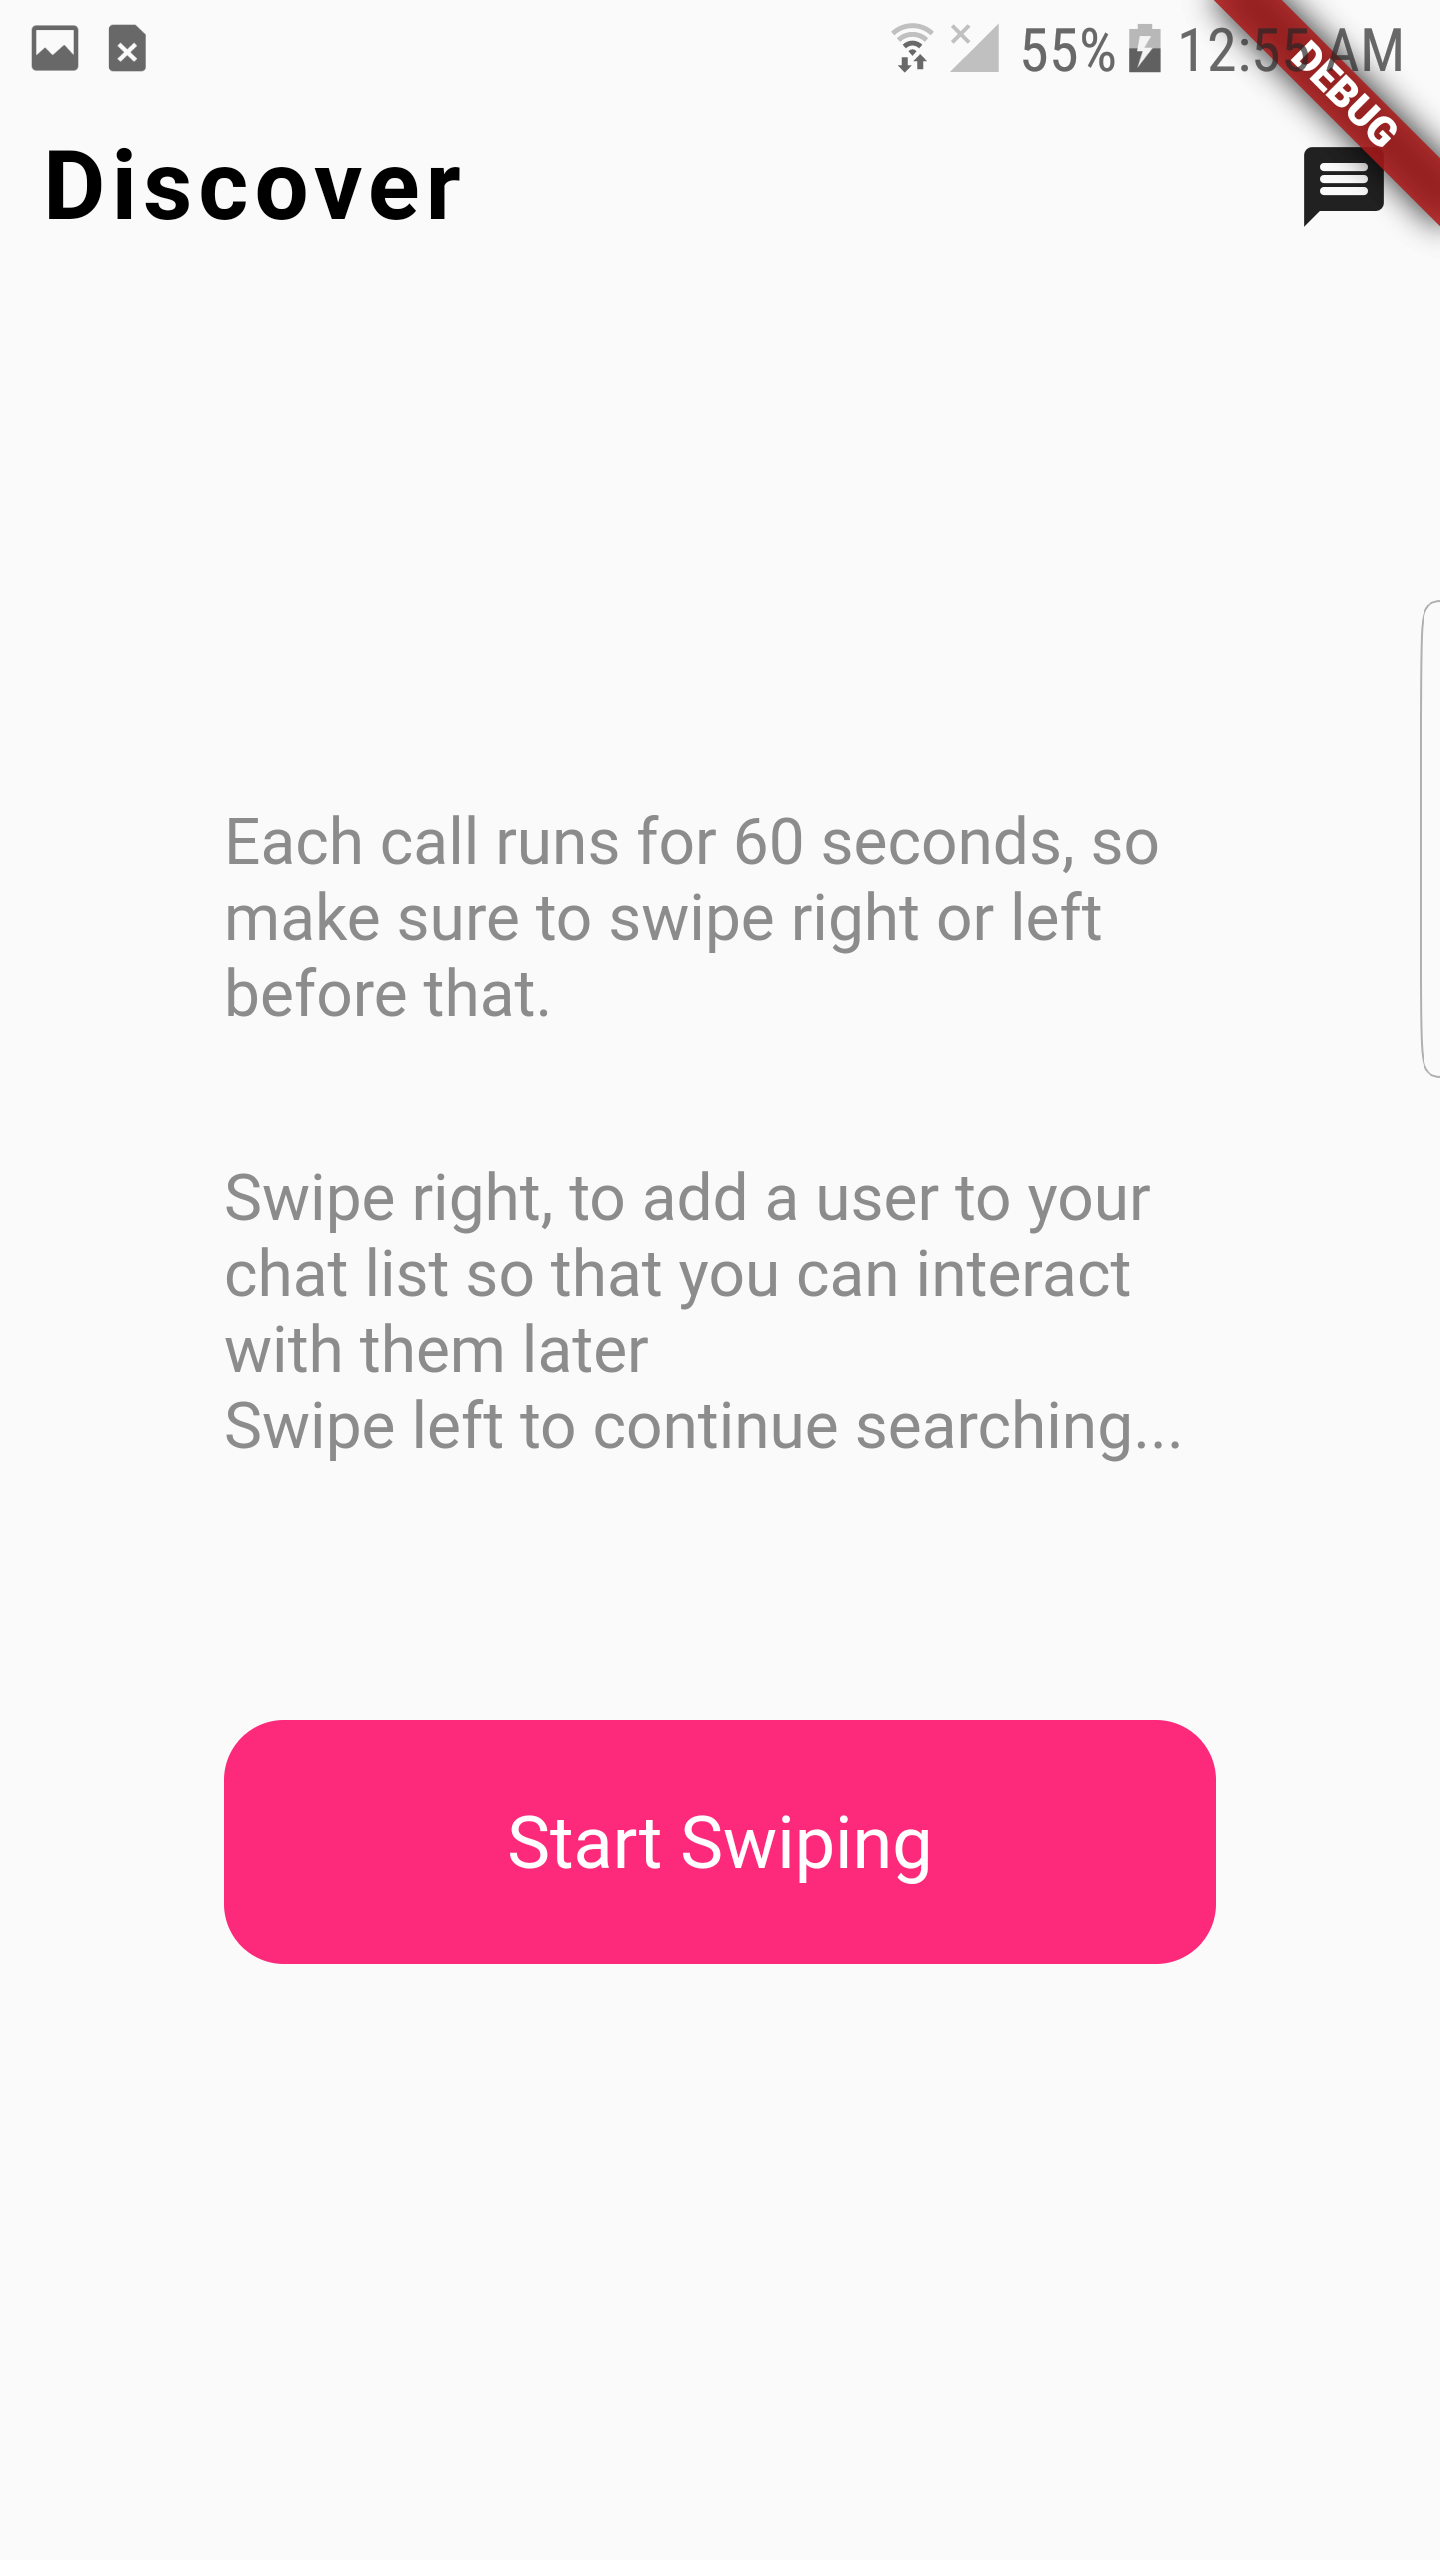 55% 12:55 AM
DEBUG
Discover
Each call runs for 60 seconds, so
make sure to swipe right or left
before that.
Swipe right, to add a user to your
chat list so that you can interact
with them later
Swipe left to continue searching...
Start Swiping